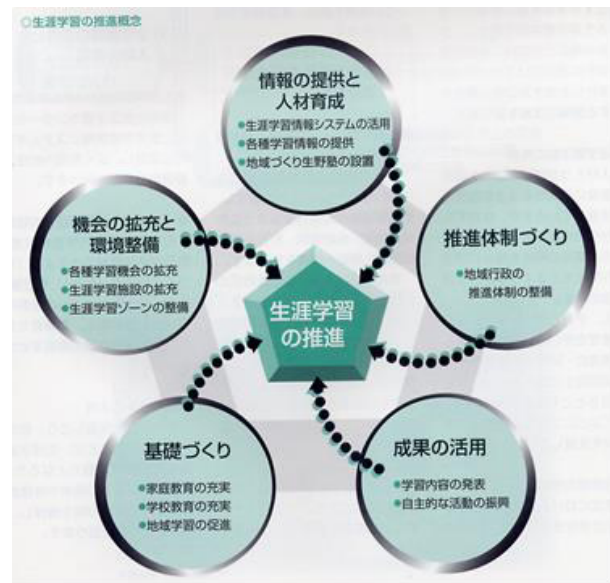 ◎生涯学習の推進概念
情報の提供と
人材育成
●生涯学習情報システムの活用
●各種学習情報の提供
●地域づくり生野塾の設置
機会の拡充と
環境整備
●各種学習機会の拡充
●生涯学習施設の拡充
●生涯学習ゾーンの整備
推進体制づくり
●地域行政の
推進体制の整備
生涯学習
の推進
基礎づくり
●家庭教育の充実
●学校教育の充実
●地域学習の促進
成果の活用
●学習内容の発表
●自主的な活動の振興